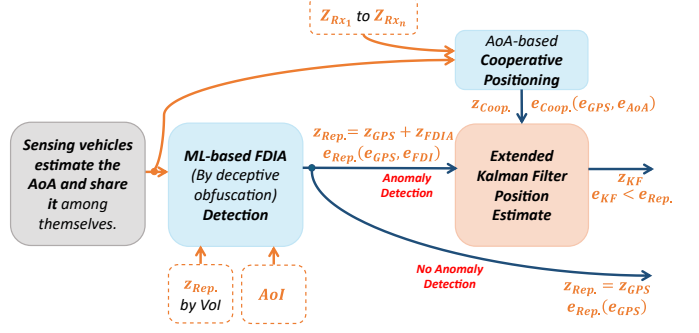 Z_{Rx_1} to Z_{Rx_n}
AoA-based
Cooperative
Positioning
z_{Coop.} e_{Coop.}(e_{GPS}, e_{AoA})
Sensing vehicles
estimate the
AoA and share
it among
themselves.
ML-based FDIA
(By deceptive
obfuscation)
Detection
z_{Rep.} = z_{GPS} + z_{FDIA}
e_{Rep.}(e_{GPS}, e_{FDI})
Anomaly
Detection
Extended
Kalman Filter
Position
Estimate
z_{KF}
e_{KF} < e_{Rep.}
z_{Rep.}
by VoI
AoI
No Anomaly
Detection
z_{Rep.} = z_{GPS}
e_{Rep.}(e_{GPS})